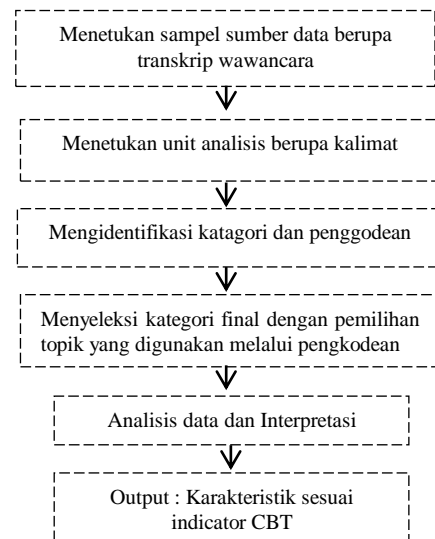 Menetukan sampel sumber data berupa
transkrip wawancara
Menetukan unit analisis berupa kalimat
Mengidentifikasi katagori dan penggodean
Menyeleksi kategori final dengan pemilihan
topik yang digunakan melalui pengkodean
Analisis data dan Interpretasi
Output : Karakteristik sesuai
indicator CBT